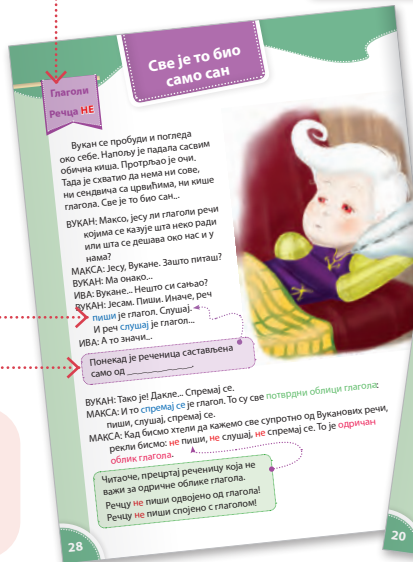 Све је то био
само сан
Глаголи
Речца НЕ
Вукан се пробуди и погледа
око себе. Напољу је падала сасвим
обична киша. Протрљао је очи.
Тада је схватио да нема ни сове,
ни сендвича са црвићима, ни кише
глагола. Све је то био сан...
ВУКАН: Максо, јесу ли глаголи речи
којима се казује шта неко ради
или шта се дешава око нас и у
нама?
МАКСА: Јесу, Вукане. Зашто питаш?
ВУКАН: Ма онако...
ИВА: Вукане... Нешто си сањао?
ВУКАН: Јесам. Пиши. Иначе, реч
пиши је глагол. Слушај.
И реч слушај је глагол...
ИВА: А то значи...
Понекад је реченица састављена
само од ____________.
ВУКАН: Тако је! Дакле... Спремај се.
МАКСА: И то спремај се је глагол. То су све потврдни облици глагола:
пиши, слушај, спремај се.
МАКСА: Кад бисмо хтели да кажемо све супротно од Вуканових речи,
рекли бисмо: не пиши, не слушај, не спремај се. То је одричан
облик глагола.
Читаоче, прецртај реченицу која не
важи за одричне облике глагола.
Речцу не пиши одвојено од глагола!
Речцу не пиши спојено с глаголом!
28
20